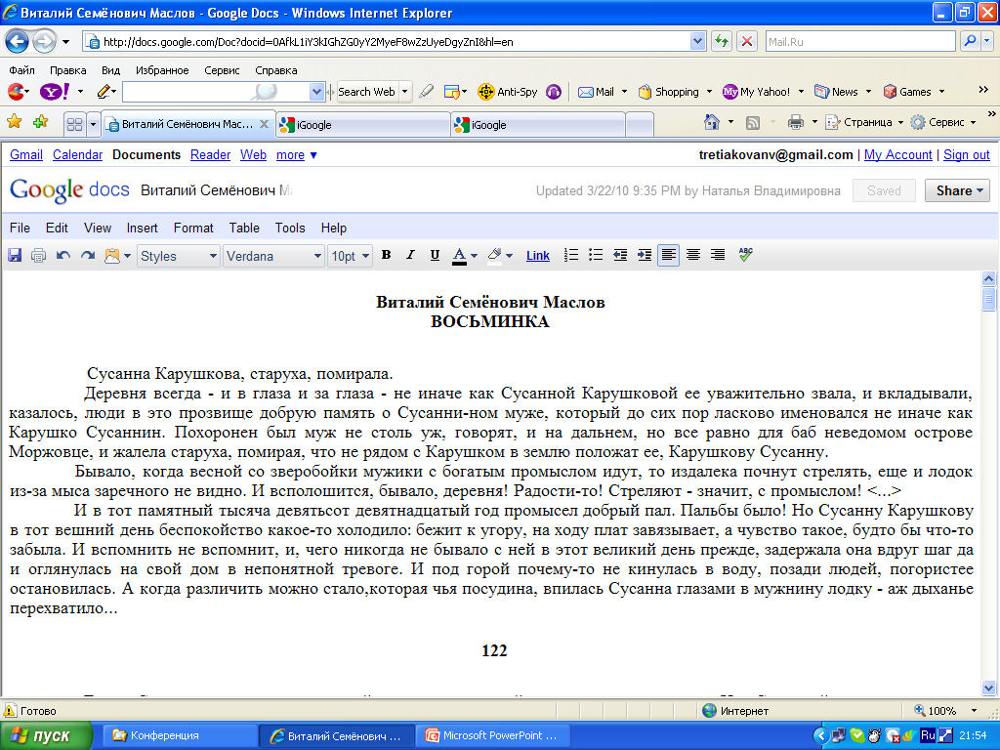 Виталий Семёнович Маслов - Google Docs - Windows Internet Explorer
http://docs.google.com/Doc?docid=0AfkL1iY3kIGhZG0yY2MyeF8wZzUyeDgyZnI&hl=en
Mail.Ru
Файл Правка Вид Избранное Сервис Справка
Y! Search Web Anti-Spy Mail Shopping My Yahoo! News Games »
Виталий Семёнович Мас... iGoogle iGoogle Страница Сервис »
Gmail Calendar Documents Reader Web more ▼ tretiakovanv@gmail.com | My Account | Sign out
Google docs Виталий Семёнович М Updated 3/22/10 9:35 PM by Наталья Владимировна Saved Share
File Edit View Insert Format Table Tools Help
Styles Verdana 10pt B I U A Link ABC
Виталий Семёнович Маслов
ВОСЬМИНКА
Сусанна Карушкова, старуха, помирала.
Деревня всегда - и в глаза и за глаза - не иначе как Сусанной Карушковой ее уважительно звала, и вкладывали,
казалось, люди в это прозвище добрую память о Сусанни-ном муже, который до сих пор ласково именовался не иначе как
Карушко Сусаннин. Похоронен был муж не столь уж, говорят, и на дальнем, но все равно для баб неведомом острове
Моржовце, и жалела старуха, помирая, что не рядом с Карушком в землю положат ее, Карушкову Сусанну.
Бывало, когда весной со зверобойки мужики с богатым промыслом идут, то издалека почнут стрелять, еще и лодок
из-за мыса заречного не видно. И всполошится, бывало, деревня! Радости-то! Стреляют - значит, с промыслом! <...>
И в тот памятный тысяча девятьсот девятнадцатый год промысел добрый пал. Пальбы было! Но Сусанну Карушкову
в тот вешний день беспокойство какое-то холодило: бежит к угору, на ходу плат завязывает, а чувство такое, будто бы что-то
забыла. И вспомнить не вспомнит, и, чего никогда не бывало с ней в этот великий день прежде, задержала она вдруг шаг да
и оглянулась на свой дом в непонятной тревоге. И под горой почему-то не кинулась в воду, позади людей, погористее
остановилась. А когда различить можно стало,которая чья посудина, впилась Сусанна глазами в мужнину лодку - аж дыханье
перехватило...
122
Готово Интернет 100%
пуск Конференция Виталий Семёнович ... Microsoft PowerPoint ... Ru 21:54